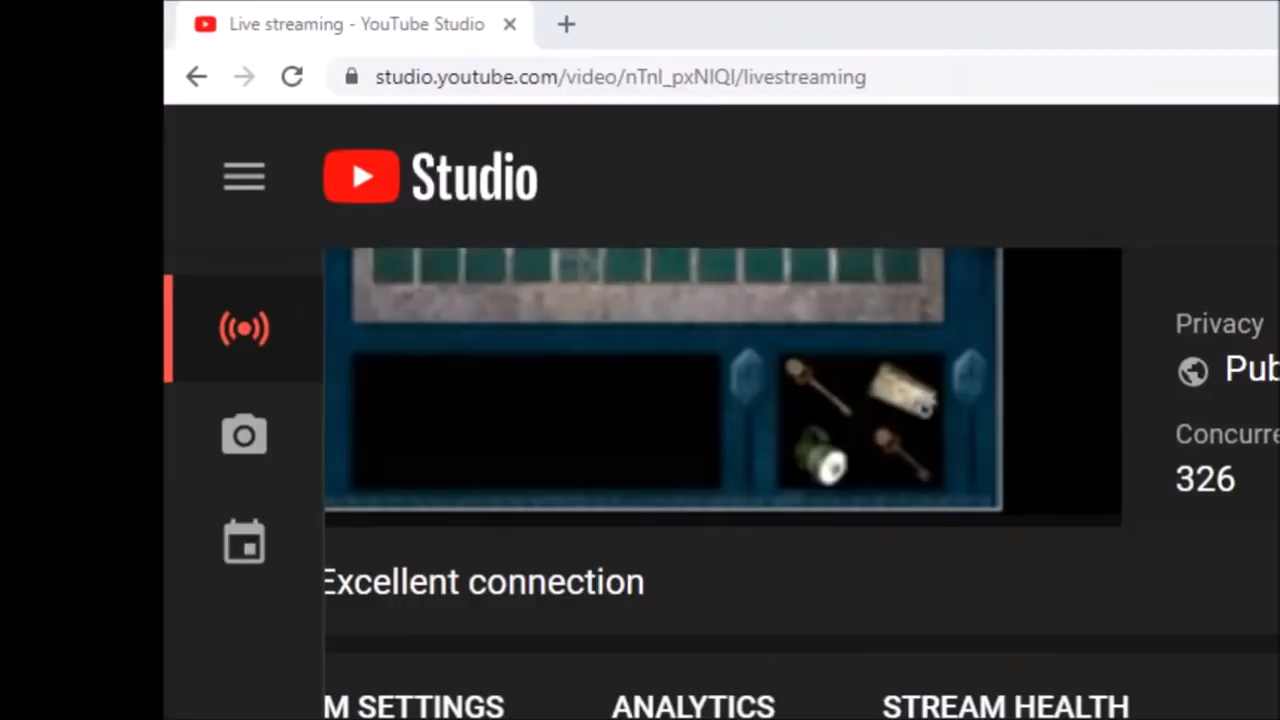 Live streaming - YouTube Studio
studio.youtube.com/video/nTnI_pxNIQI/livestreaming
Studio
Privacy
Pub
Concurre
326
Excellent connection
M SETTINGS
ANALYTICS
STREAM HEALTH